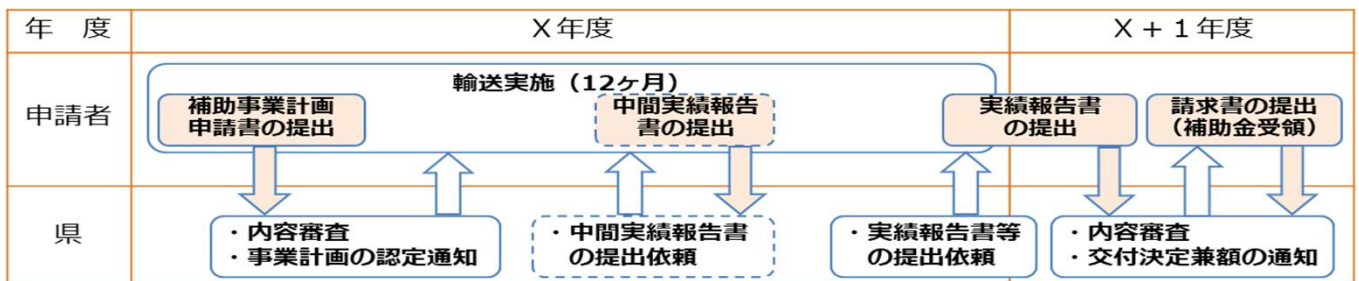 年　度
X年度
X + 1年度
申請者
輸送実施（12ヶ月）
補助事業計画
申請書の提出
中間実績報告
書の提出
実績報告書
の提出
請求書の提出
（補助金受領）
県
・内容審査
・事業計画の認定通知
・中間実績報告書
の提出依頼
・実績報告書等
の提出依頼
・内容審査
・交付決定兼額の通知